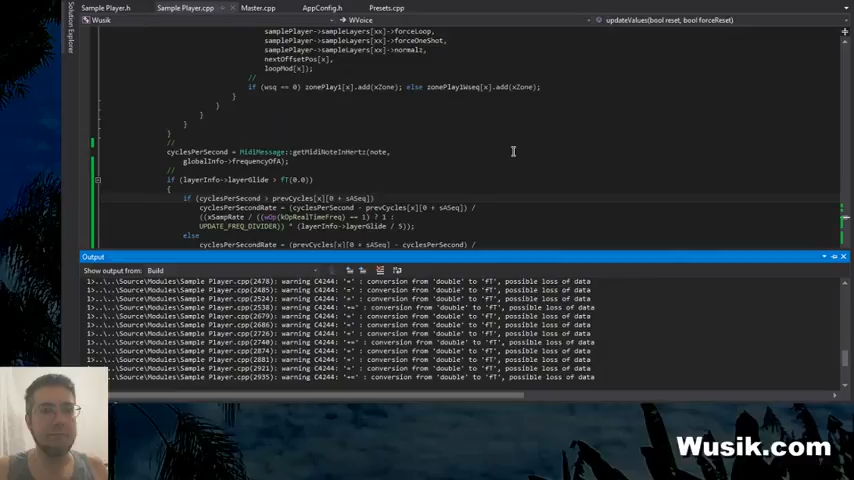 Sample Player.h Sample Player.cpp Master.cpp AppConfig.h Presets.cpp
Wusik WVoice updateValues(bool reset, bool forceReset)
Solution Explorer
samplePlayer->sampleLayers[xx]->forceLoop,
samplePlayer->sampleLayers[xx]->forceOneShot,
samplePlayer->sampleLayers[xx]->normalz,
nextOffsetPos[x],
loopMod[x]);
//
if (wsq == 0) zonePlay1[x].add(xZone); else zonePlay1Wseq[x].add(xZone);
}
}
}
}
}
//
cyclesPerSecond = MidiMessage::getMidiNoteInHertz(note,
globalInfo->frequencyOfA);
//
if (layerInfo->layerGlide > fT(0.0))
{
if (cyclesPerSecond > prevCycles[x][0 + sASeq])
cyclesPerSecondRate = (cyclesPerSecond - prevCycles[x][0 + sASeq]) /
((xSampRate / ((wOp(kOpRealTimeFreq) == 1) ? 1 :
UPDATE_FREQ_DIVIDER)) * (layerInfo->layerGlide / 5));
else
cyclesPerSecondRate = (prevCycles[x][0 + sASeq] - cyclesPerSecond) /
Output
Show output from: Build
1>..\..\Source\Modules\Sample Player.cpp(2478): warning C4244: '=' : conversion from 'double' to 'fT', possible loss of data
1>..\..\Source\Modules\Sample Player.cpp(2485): warning C4244: '=' : conversion from 'double' to 'fT', possible loss of data
1>..\..\Source\Modules\Sample Player.cpp(2524): warning C4244: '+=' : conversion from 'double' to 'fT', possible loss of data
1>..\..\Source\Modules\Sample Player.cpp(2538): warning C4244: '+=' : conversion from 'double' to 'fT', possible loss of data
1>..\..\Source\Modules\Sample Player.cpp(2679): warning C4244: '=' : conversion from 'double' to 'fT', possible loss of data
1>..\..\Source\Modules\Sample Player.cpp(2686): warning C4244: '=' : conversion from 'double' to 'fT', possible loss of data
1>..\..\Source\Modules\Sample Player.cpp(2726): warning C4244: '+=' : conversion from 'double' to 'fT', possible loss of data
1>..\..\Source\Modules\Sample Player.cpp(2740): warning C4244: '+=' : conversion from 'double' to 'fT', possible loss of data
1>..\..\Source\Modules\Sample Player.cpp(2874): warning C4244: '=' : conversion from 'double' to 'fT', possible loss of data
1>..\..\Source\Modules\Sample Player.cpp(2881): warning C4244: '=' : conversion from 'double' to 'fT', possible loss of data
1>..\..\Source\Modules\Sample Player.cpp(2921): warning C4244: '+=' : conversion from 'double' to 'fT', possible loss of data
1>..\..\Source\Modules\Sample Player.cpp(2935): warning C4244: '+=' : conversion from 'double' to 'fT', possible loss of data
Wusik.com